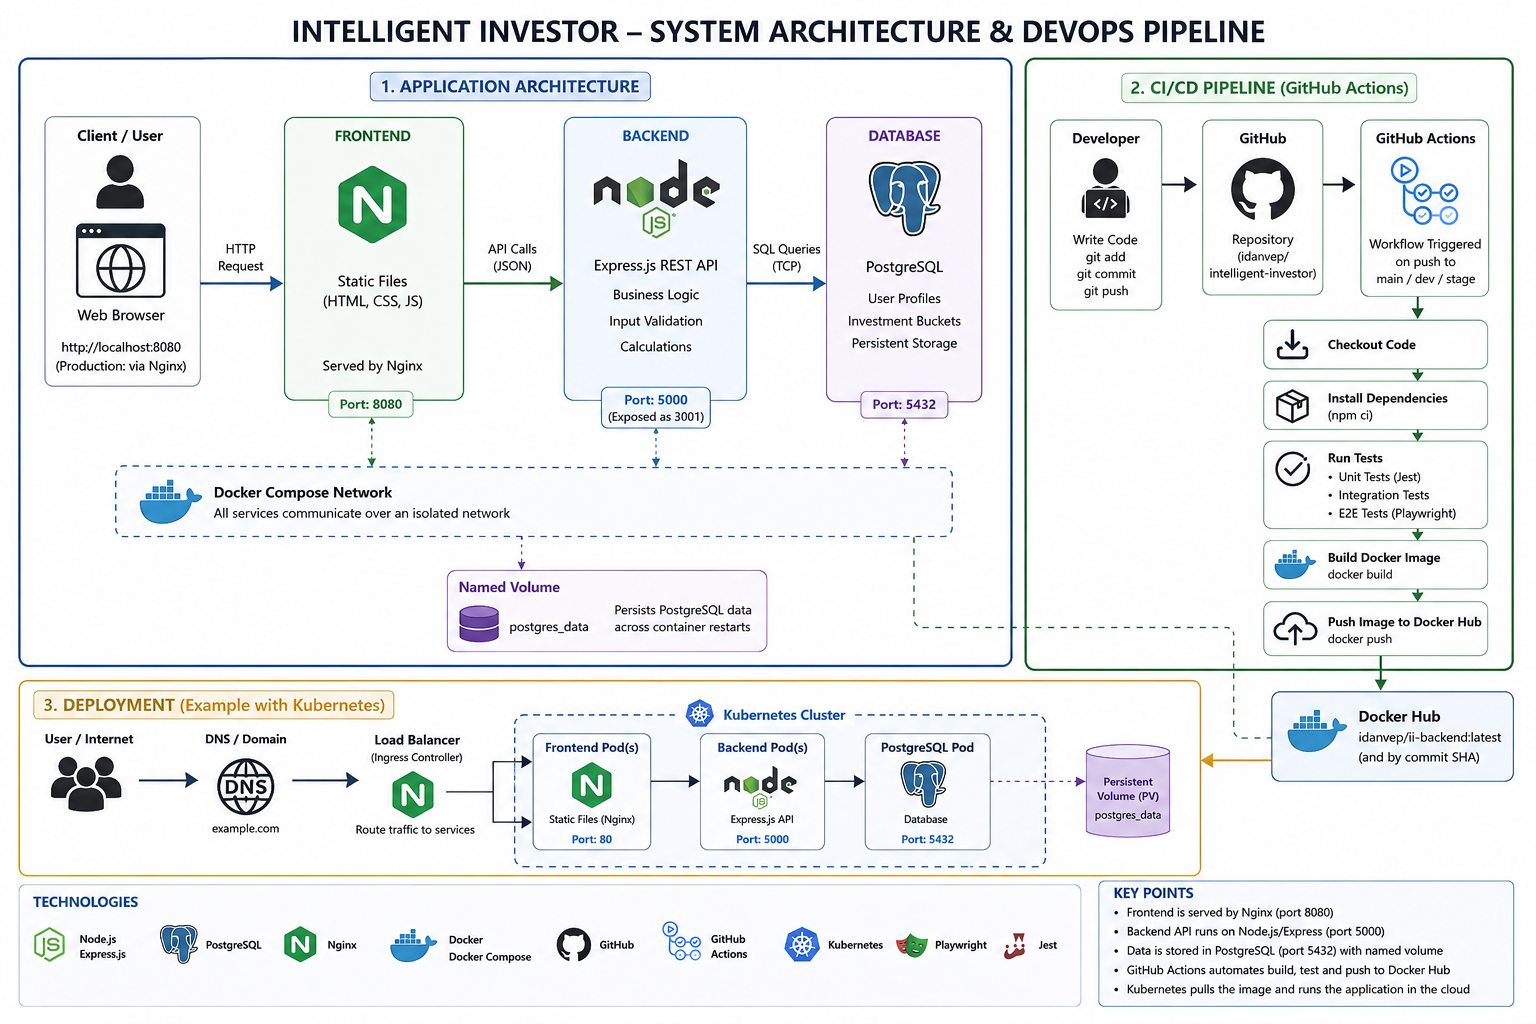 INTELLIGENT INVESTOR – SYSTEM ARCHITECTURE & DEVOPS PIPELINE
1. APPLICATION ARCHITECTURE
Client / User
Web Browser
http://localhost:8080
(Production: via Nginx)
HTTP
Request
FRONTEND
N
Static Files
(HTML, CSS, JS)
Served by Nginx
Port: 8080
API Calls
(JSON)
BACKEND
node
JS
Express.js REST API
Business Logic
Input Validation
Calculations
Port: 5000
(Exposed as 3001)
SQL Queries
(TCP)
DATABASE
PostgreSQL
User Profiles
Investment Buckets
Persistent Storage
Port: 5432
Docker Compose Network
All services communicate over an isolated network
Named Volume
postgres_data
Persists PostgreSQL data
across container restarts
2. CI/CD PIPELINE (GitHub Actions)
Developer
</>
Write Code
git add
git commit
git push
GitHub
Repository
(idanvep/
intelligent-investor)
GitHub Actions
Workflow Triggered
on push to
main / dev / stage
Checkout Code
Install Dependencies
(npm ci)
Run Tests
• Unit Tests (Jest)
• Integration Tests
• E2E Tests (Playwright)
Build Docker Image
docker build
Push Image to Docker Hub
docker push
Docker Hub
idanvep/ii-backend:latest
(and by commit SHA)
3. DEPLOYMENT (Example with Kubernetes)
User / Internet
DNS / Domain
DNS
example.com
Load Balancer
(Ingress Controller)
N
Route traffic to services
Kubernetes Cluster
Frontend Pod(s)
N
Static Files (Nginx)
Port: 80
Backend Pod(s)
node
JS
Express.js API
Port: 5000
PostgreSQL Pod
Database
Port: 5432
Persistent
Volume (PV)
postgres_data
TECHNOLOGIES
JS
Node.js
Express.js
PostgreSQL
N
Nginx
Docker
Docker Compose
GitHub
GitHub
Actions
Kubernetes
Playwright
Jest
KEY POINTS
• Frontend is served by Nginx (port 8080)
• Backend API runs on Node.js/Express (port 5000)
• Data is stored in PostgreSQL (port 5432) with named volume
• GitHub Actions automates build, test and push to Docker Hub
• Kubernetes pulls the image and runs the application in the cloud